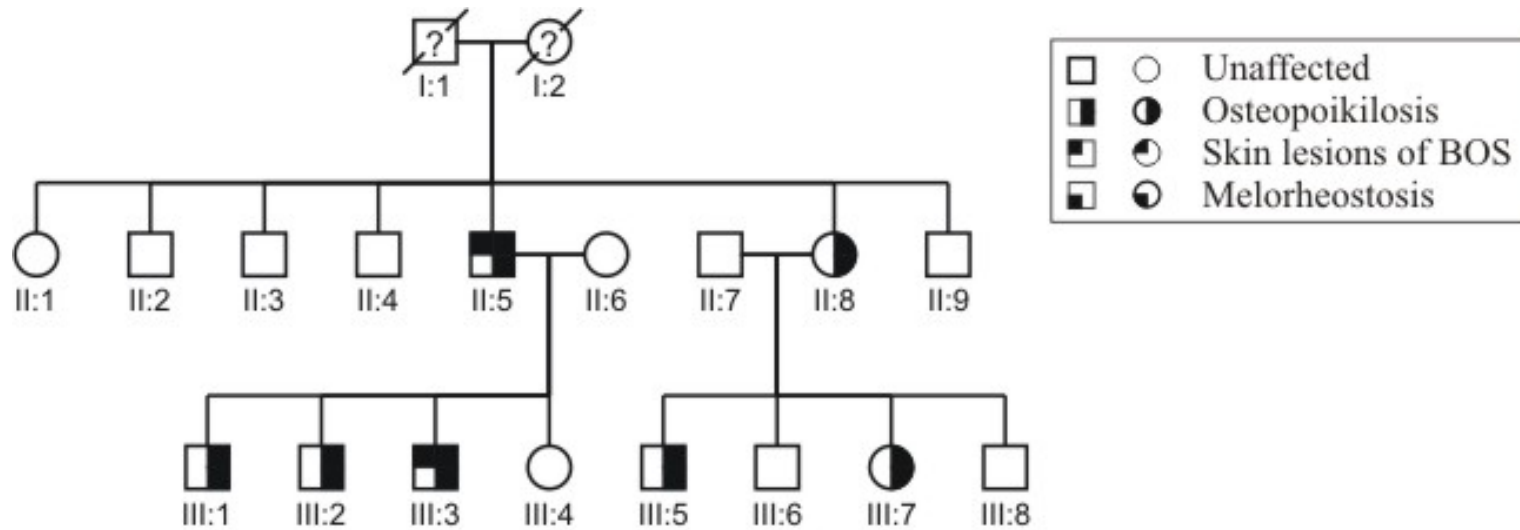 ? ?
I:1 I:2
Unaffected
Osteopoikilosis
Skin lesions of BOS
Melorheostosis
II:1 II:2 II:3 II:4 II:5 II:6 II:7 II:8 II:9
III:1 III:2 III:3 III:4 III:5 III:6 III:7 III:8